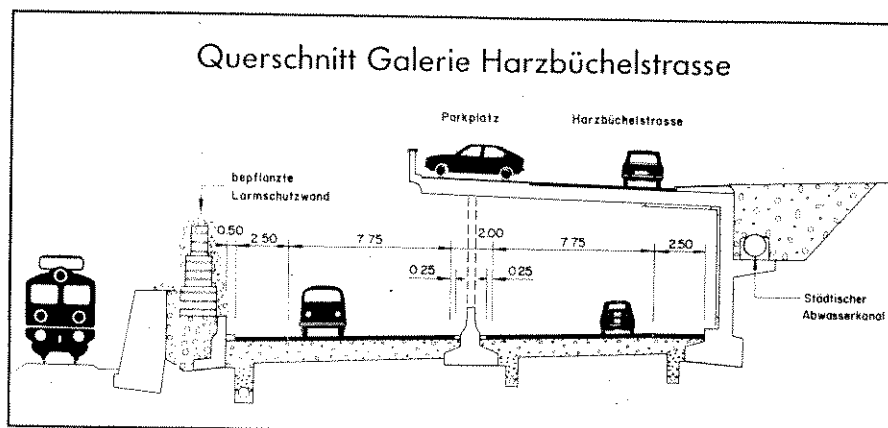 Querschnitt Galerie Harzbüchelstrasse
Parkplatz
Harzbüchelstrasse
bepflanzte
Larmschutzwand
0.50
2.50
7.75
2.00
7.75
2.50
0.25
0.25
Städtischer
Abwasserkanal